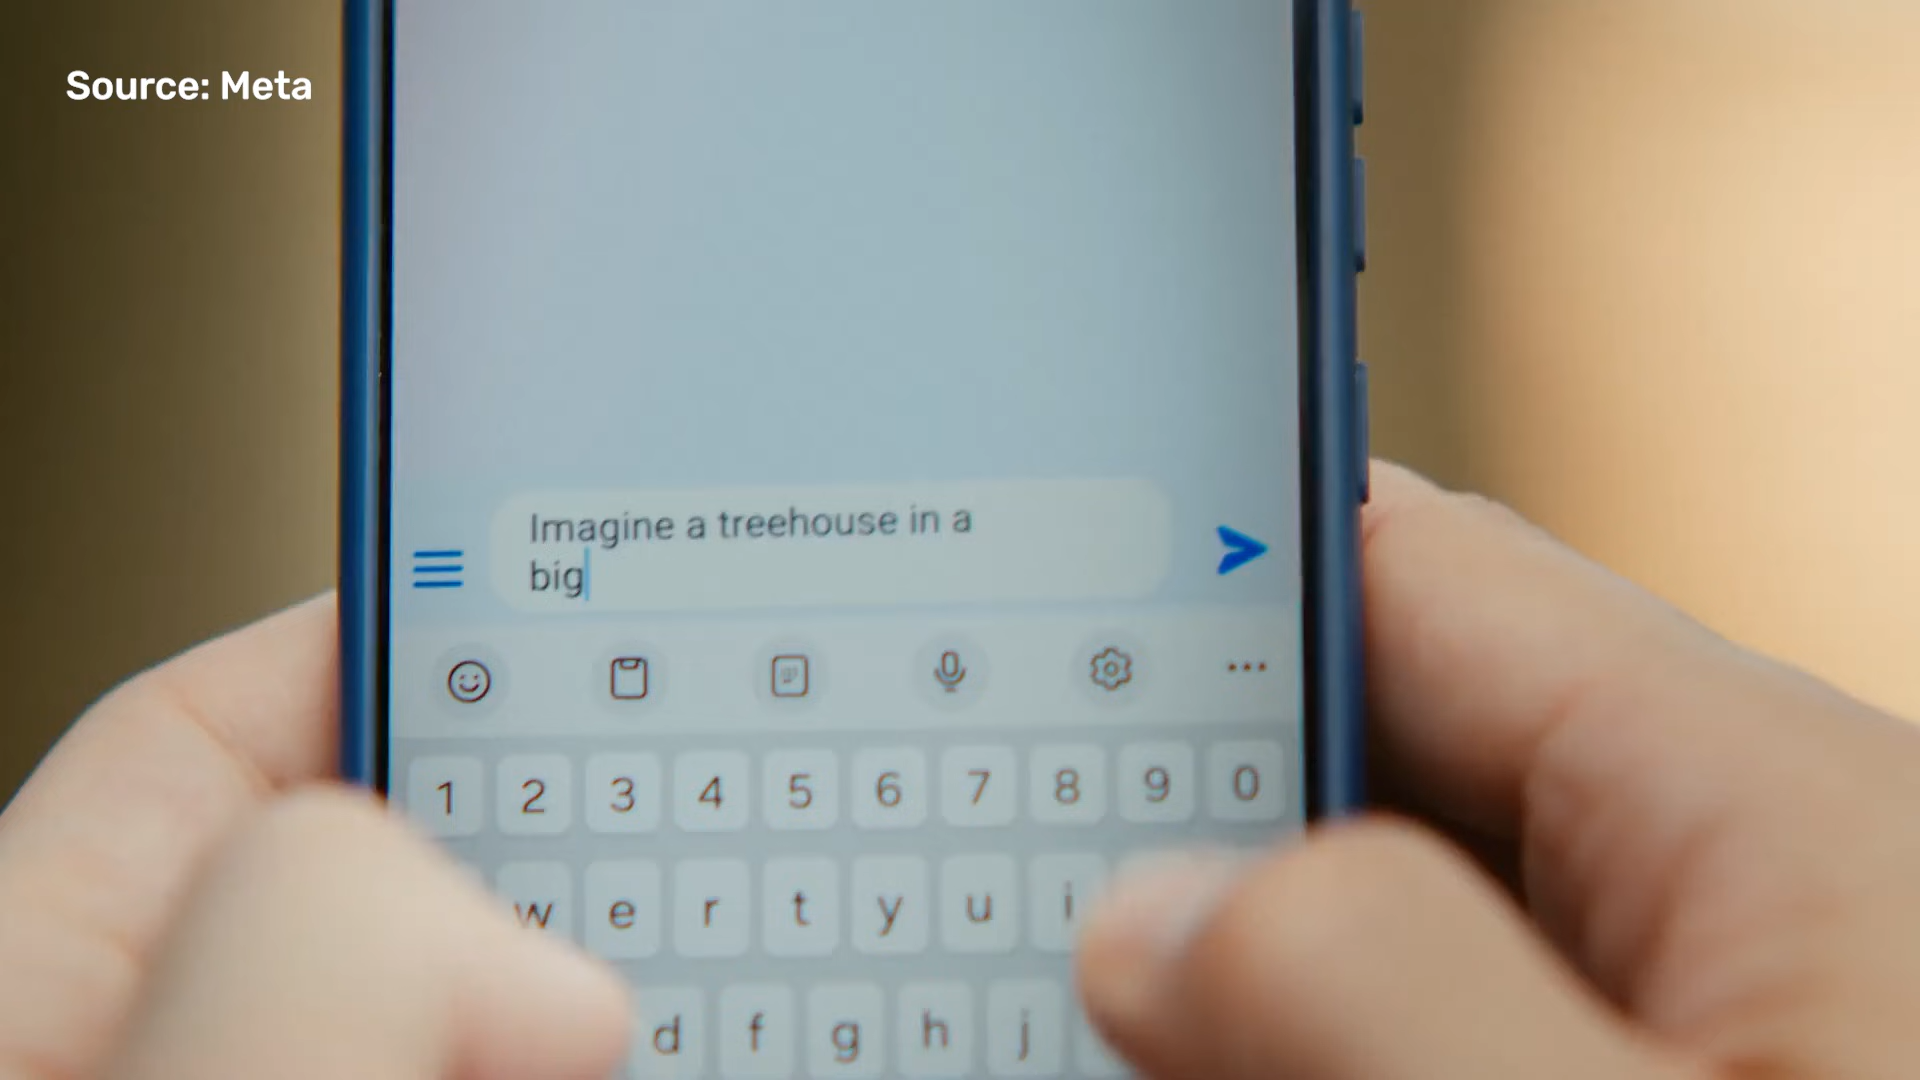 Source: Meta
Imagine a treehouse in a
big
1 2 3 4 5 6 7 8 9 0
w e r t y u i
d f g h j